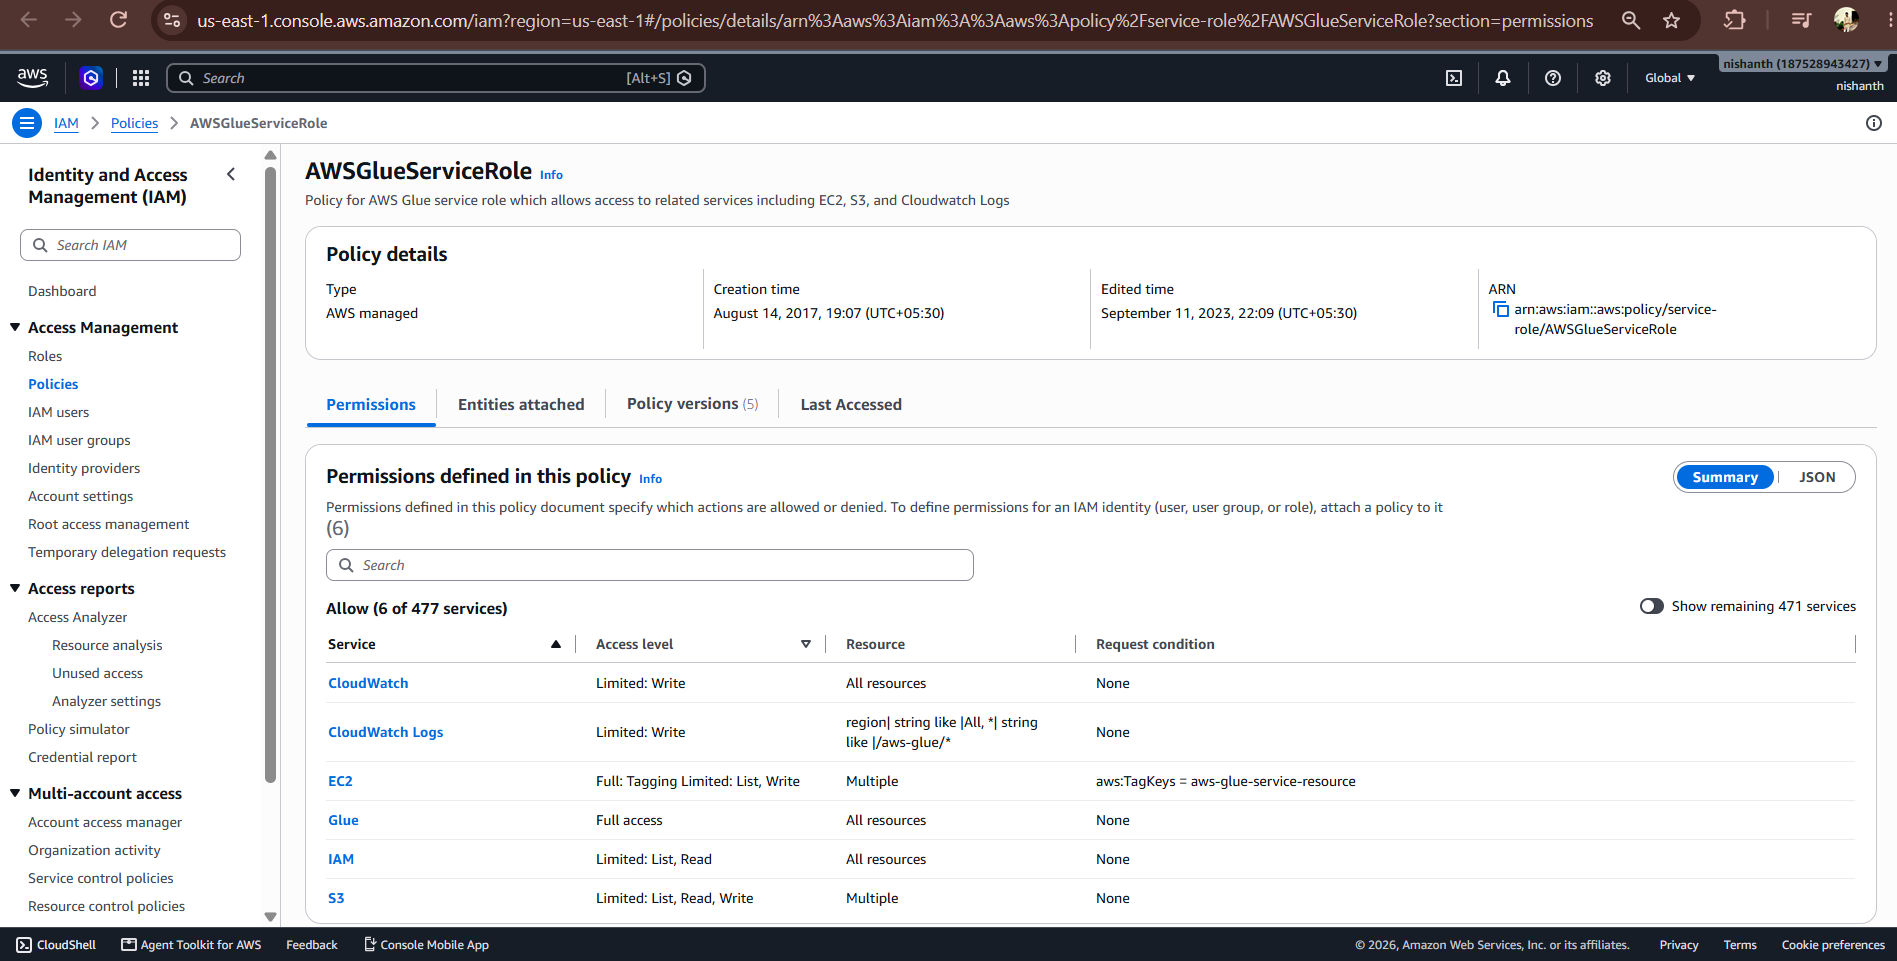 us-east-1.console.aws.amazon.com/iam?region=us-east-1#/policies/details/arn%3Aaws%3Aiam%3A%3Aaws%3Apolicy%2Fservice-role%2FAWSGlueServiceRole?section=permissions
aws
Search
[Alt+S]
Global
nishanth (187528943427)
nishanth
IAM
Policies
AWSGlueServiceRole
Identity and Access
Management (IAM)
Search IAM
Dashboard
Access Management
Roles
Policies
IAM users
IAM user groups
Identity providers
Account settings
Root access management
Temporary delegation requests
Access reports
Access Analyzer
Resource analysis
Unused access
Analyzer settings
Policy simulator
Credential report
Multi-account access
Account access manager
Organization activity
Service control policies
Resource control policies
AWSGlueServiceRole Info
Policy for AWS Glue service role which allows access to related services including EC2, S3, and Cloudwatch Logs
Policy details
Type
AWS managed
Creation time
August 14, 2017, 19:07 (UTC+05:30)
Edited time
September 11, 2023, 22:09 (UTC+05:30)
ARN
arn:aws:iam::aws:policy/service-
role/AWSGlueServiceRole
Permissions
Entities attached
Policy versions (5)
Last Accessed
Permissions defined in this policy Info
Summary
JSON
Permissions defined in this policy document specify which actions are allowed or denied. To define permissions for an IAM identity (user, user group, or role), attach a policy to it
(6)
Search
Allow (6 of 477 services)
Show remaining 471 services
Service Access level Resource Request condition
CloudWatch Limited: Write All resources None
CloudWatch Logs Limited: Write region| string like |All, *| string
like |/aws-glue/* None
EC2 Full: Tagging Limited: List, Write Multiple aws:TagKeys = aws-glue-service-resource
Glue Full access All resources None
IAM Limited: List, Read All resources None
S3 Limited: List, Read, Write Multiple None
CloudShell
Agent Toolkit for AWS
Feedback
Console Mobile App
© 2026, Amazon Web Services, Inc. or its affiliates.
Privacy
Terms
Cookie preferences